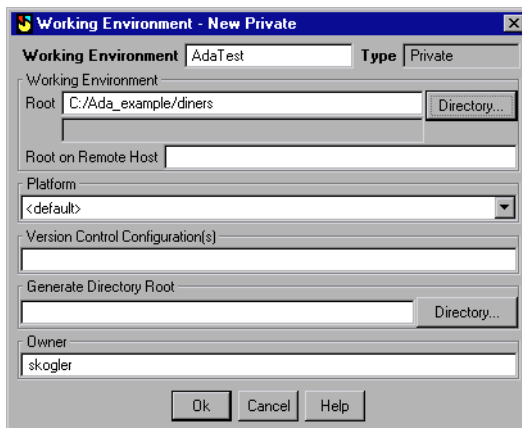 Working Environment - New Private
Working Environment AdaTest Type Private
Working Environment
Root C:/Ada_example/diners Directory...
Root on Remote Host
Platform
<default>
Version Control Configuration(s)
Generate Directory Root
Directory...
Owner
skogler
Ok Cancel Help